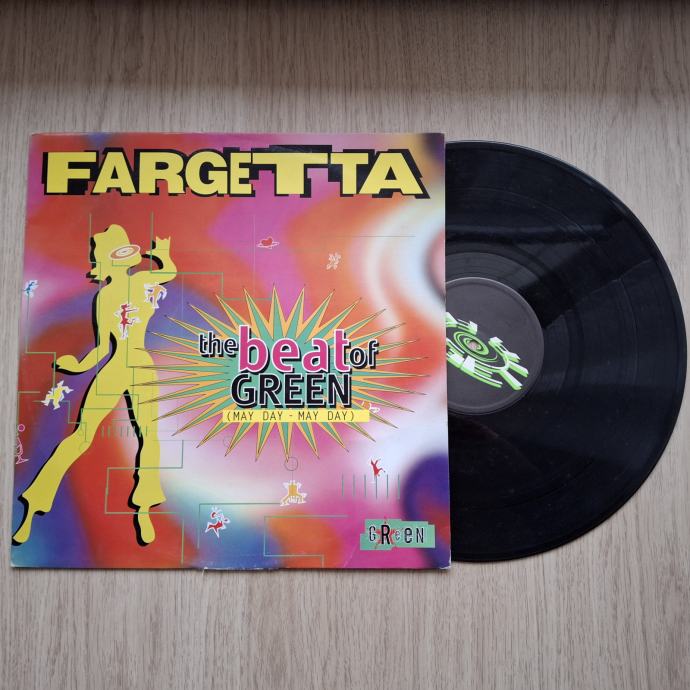 FARGETTA
the beat of
GREEN
(MAY DAY - MAY DAY)
GReeN